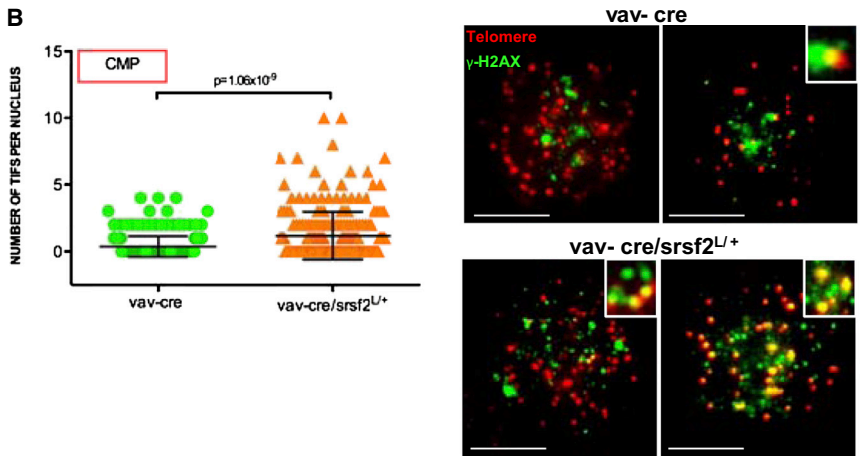 B
NUMBER OF TIFS PER NUCLEUS
15
10
5
0
CMP
p=1.06x10⁻⁹
vav-cre
vav-cre/srsf2ᴸ/⁺
vav- cre
Telomere
γ-H2AX
vav- cre/srsf2ᴸ/⁺